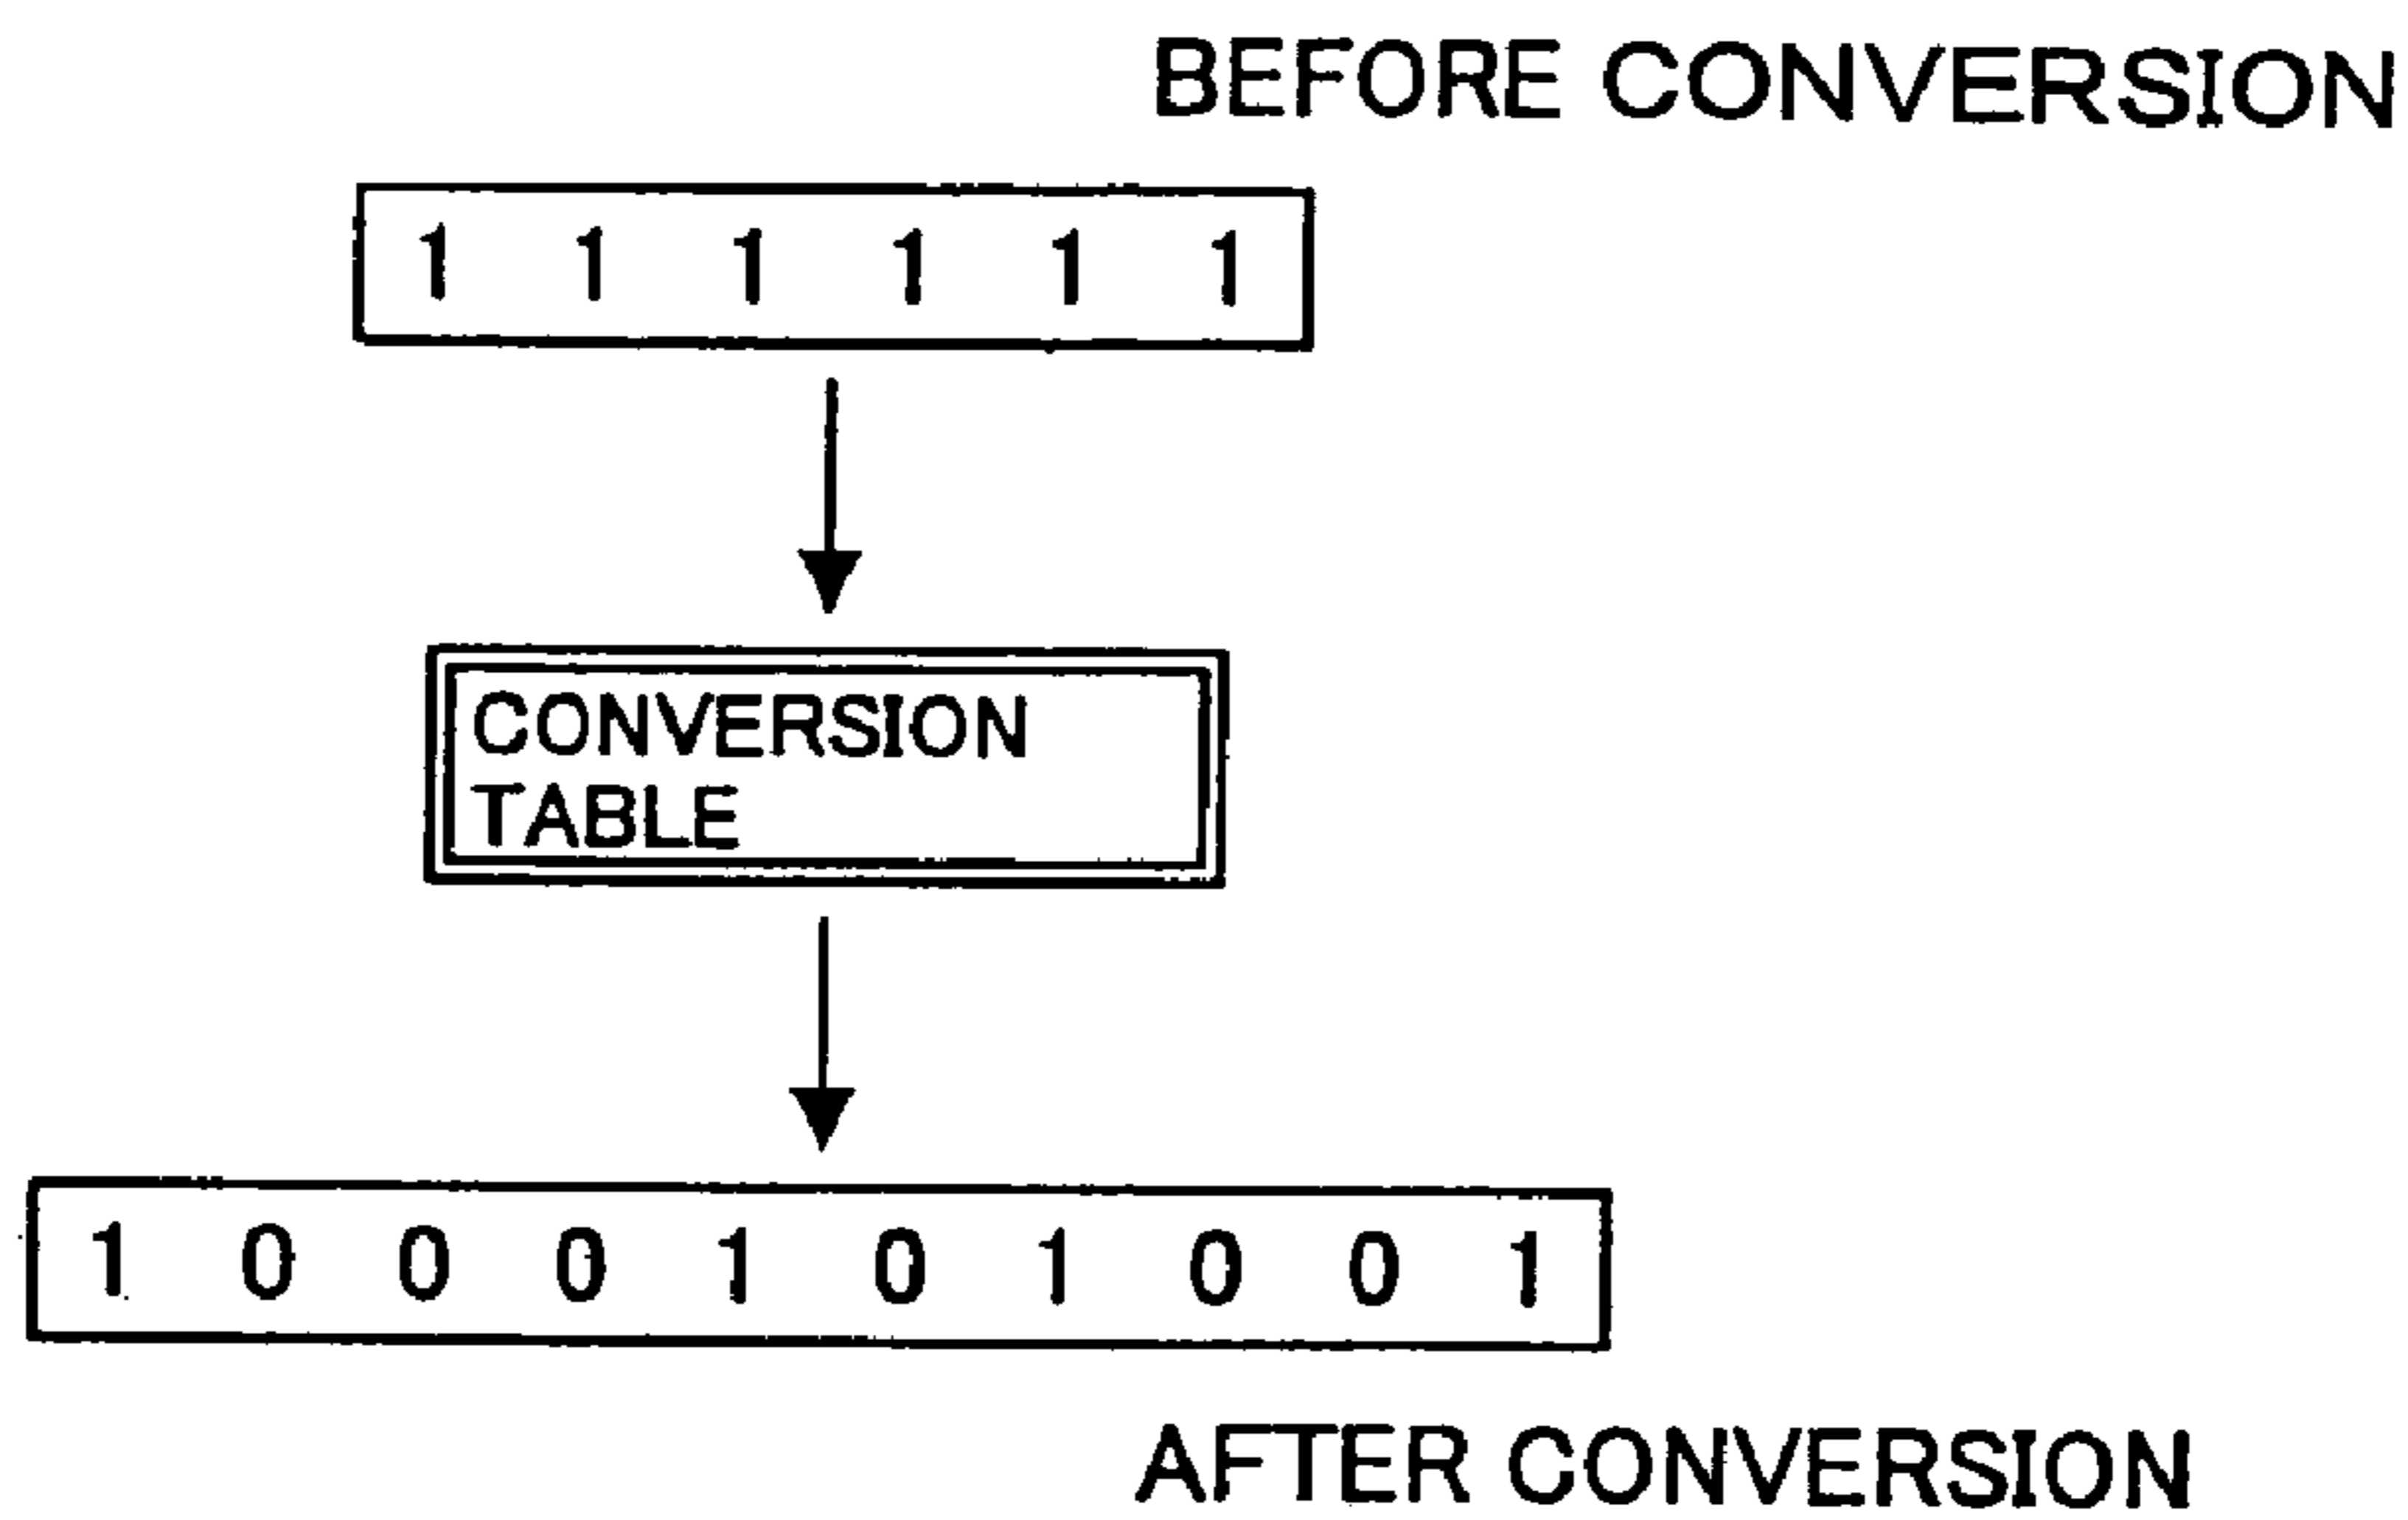 BEFORE CONVERSION
1 1 1 1 1 1
CONVERSION
TABLE
1 0 0 0 1 0 1 0 0 1
AFTER CONVERSION